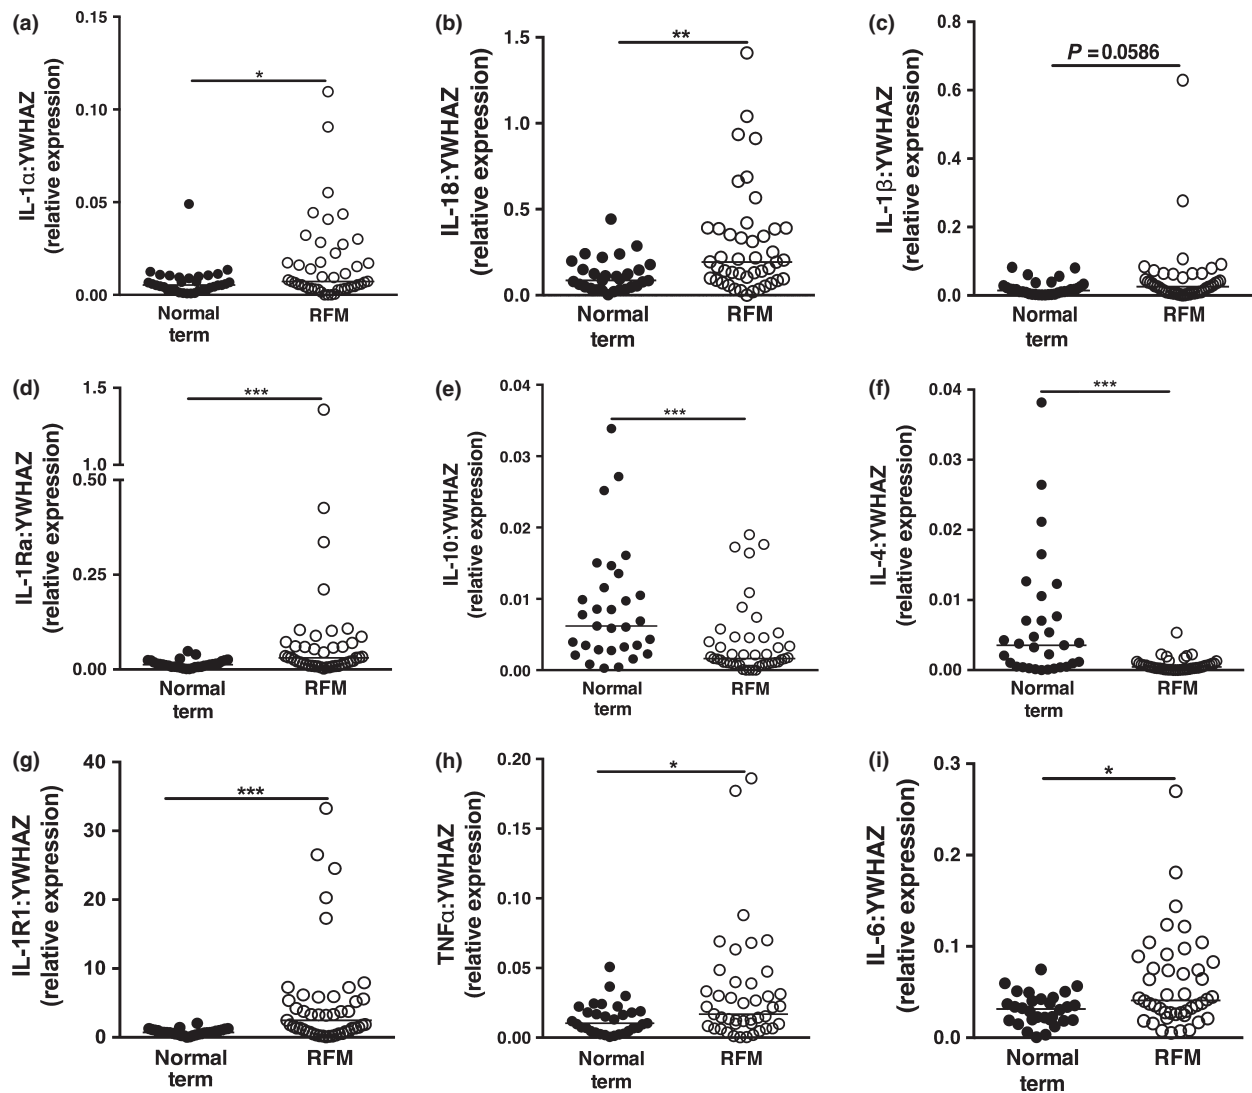 (a)
IL-1α:YWHAZ
(relative expression)
0.15
0.10
0.05
0.00
*
Normal
term
RFM
(b)
IL-18:YWHAZ
(relative expression)
1.5
1.0
0.5
0.0
**
Normal
term
RFM
(c)
IL-1β:YWHAZ
(relative expression)
0.8
0.6
0.4
0.2
0.0
P = 0.0586
Normal
term
RFM
(d)
IL-1Ra:YWHAZ
(relative expression)
1.5
1.0
0.50
0.25
0.00
***
Normal
term
RFM
(e)
IL-10:YWHAZ
(relative expression)
0.04
0.03
0.02
0.01
0.00
***
Normal
term
RFM
(f)
IL-4:YWHAZ
(relative expression)
0.04
0.03
0.02
0.01
0.00
***
Normal
term
RFM
(g)
IL-1R1:YWHAZ
(relative expression)
40
30
20
10
0
***
Normal
term
RFM
(h)
TNFα:YWHAZ
(relative expression)
0.20
0.15
0.10
0.05
0.00
*
Normal
term
RFM
(i)
IL-6:YWHAZ
(relative expression)
0.3
0.2
0.1
0.0
*
Normal
term
RFM